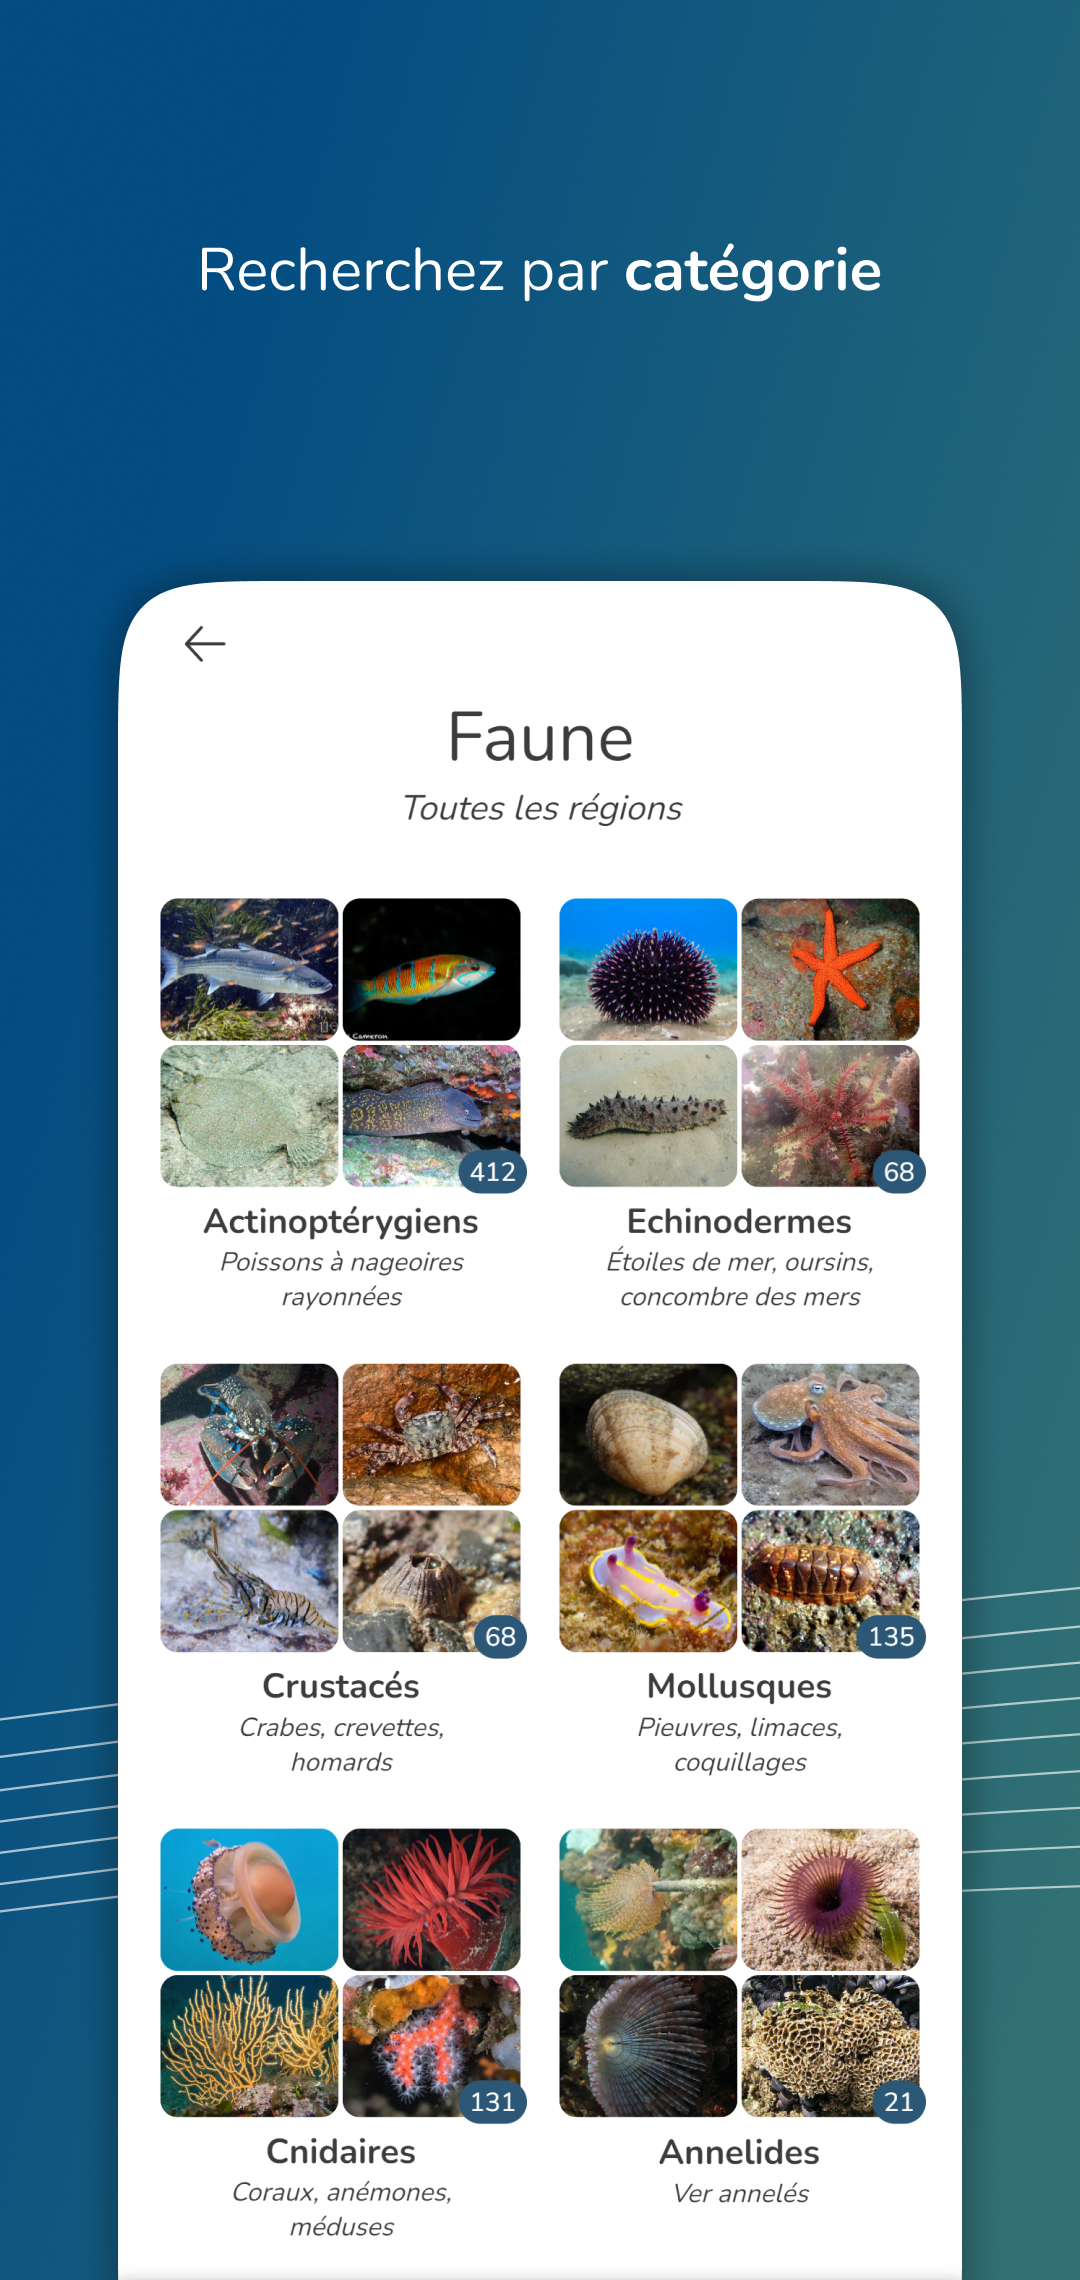 Recherchez par catégorie
Faune
Toutes les régions
Cameron
412
68
Actinoptérygiens
Poissons à nageoires
rayonnées
Echinodermes
Étoiles de mer, oursins,
concombre des mers
68
135
Crustacés
Crabes, crevettes,
homards
Mollusques
Pieuvres, limaces,
coquillages
131
21
Cnidaires
Coraux, anémones,
méduses
Annelides
Ver annelés